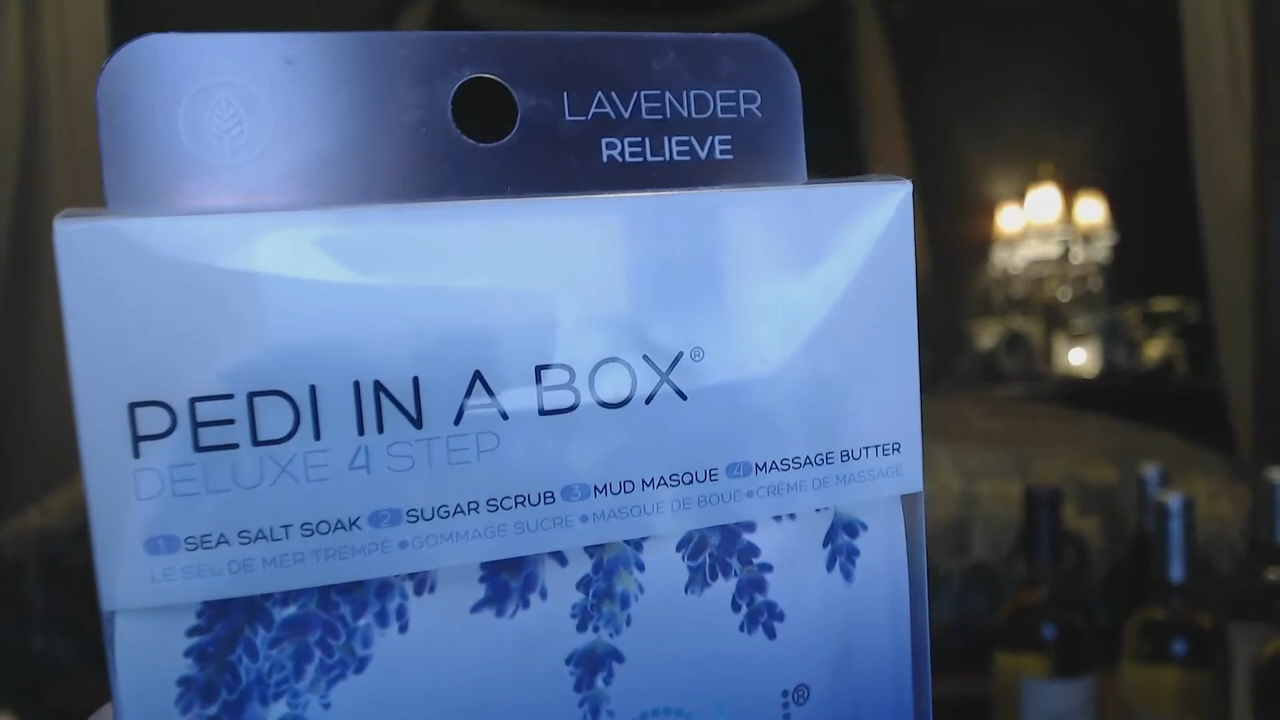 LAVENDER
RELIEVE
PEDI IN A BOX®
DELUXE 4 STEP
1 SEA SALT SOAK 2 SUGAR SCRUB 3 MUD MASQUE 4 MASSAGE BUTTER
LE SEL DE MER TREMPE • GOMMAGE SUCRE • MASQUE DE BOUE • CRÈME DE MASSAGE
®